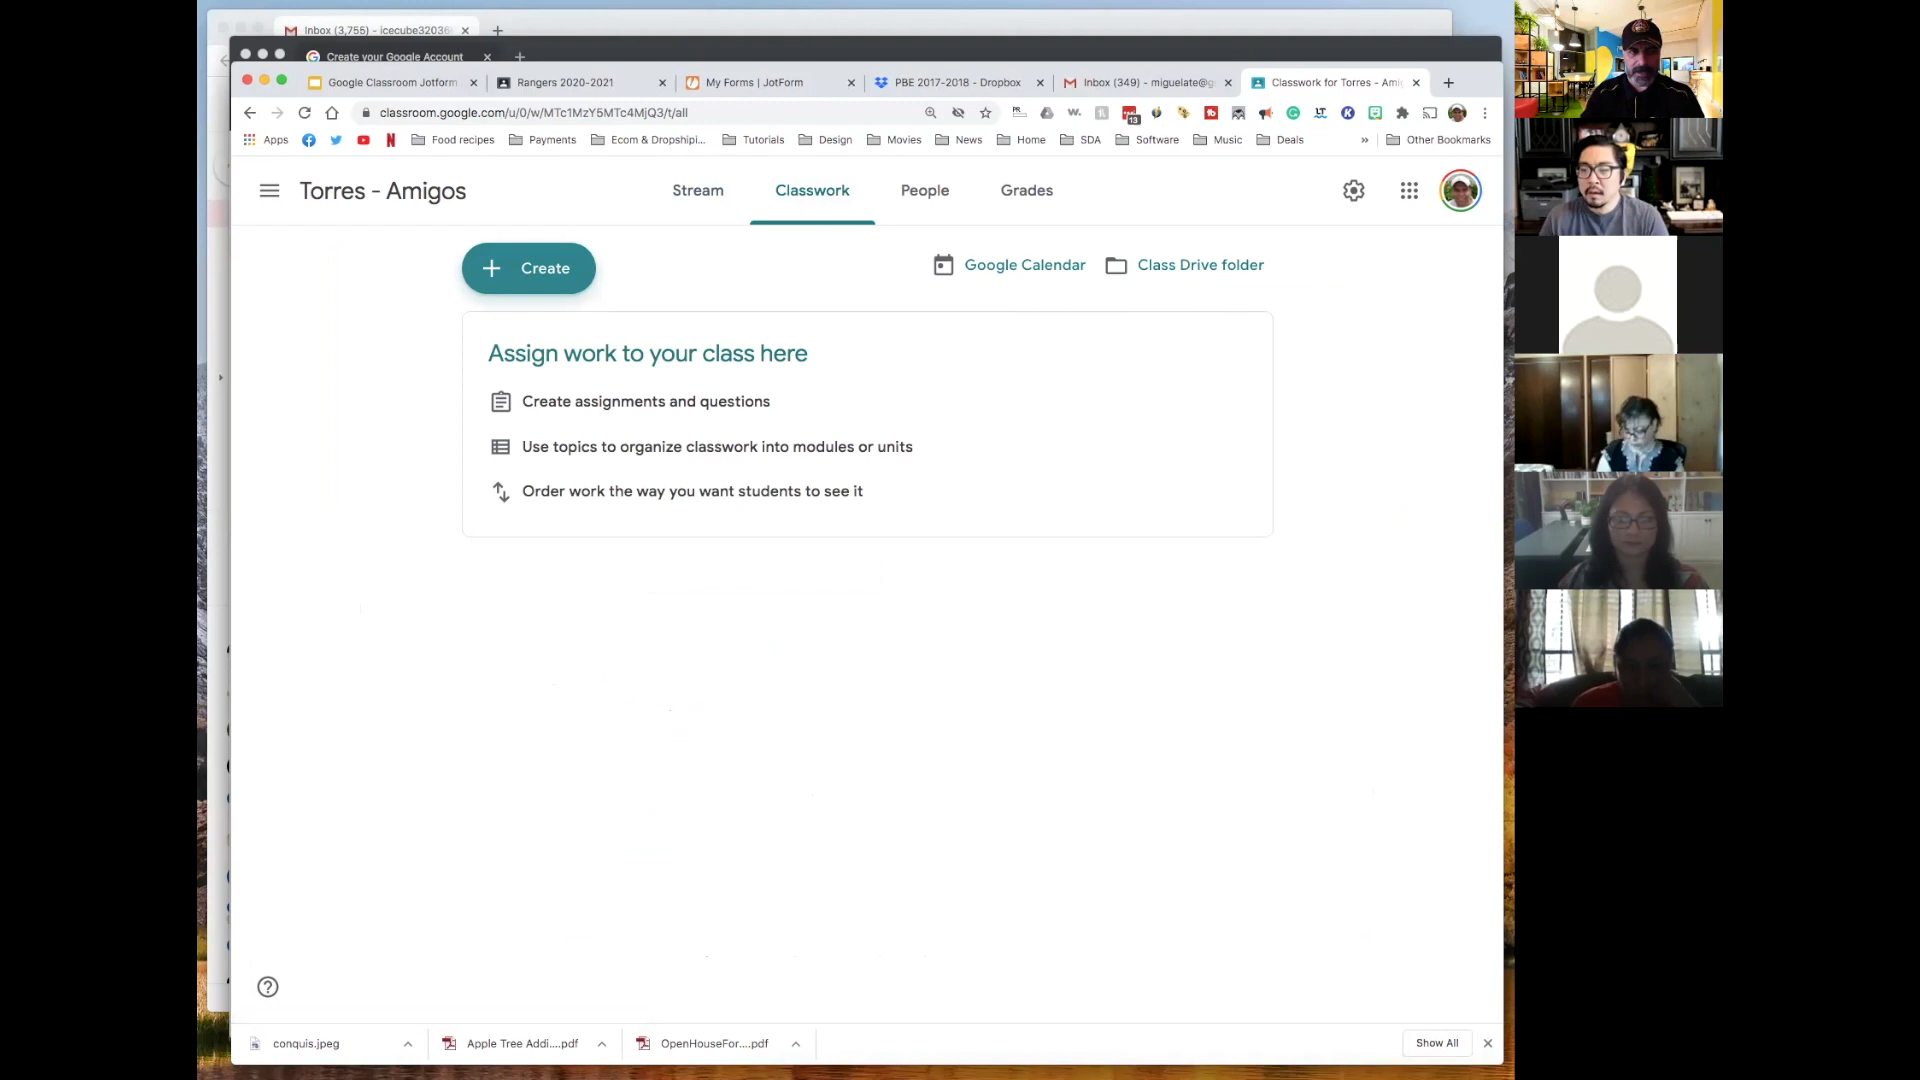 Inbox (3,755) - icecube32036
Create your Google Account
Google Classroom Jotform
Rangers 2020-2021
My Forms | JotForm
PBE 2017-2018 - Dropbox
Inbox (349) - miguelate@g
Classwork for Torres - Ami
classroom.google.com/u/0/w/MTc1MzY5MTc4MjQ3/t/all
13
Apps
Food recipes
Payments
Ecom & Dropshipi...
Tutorials
Design
Movies
News
Home
SDA
Software
Music
Deals
»
Other Bookmarks
Torres - Amigos
Stream
Classwork
People
Grades
Create
Google Calendar
Class Drive folder
Assign work to your class here
Create assignments and questions
Use topics to organize classwork into modules or units
Order work the way you want students to see it
conquis.jpeg
Apple Tree Addi....pdf
OpenHouseFor....pdf
Show All